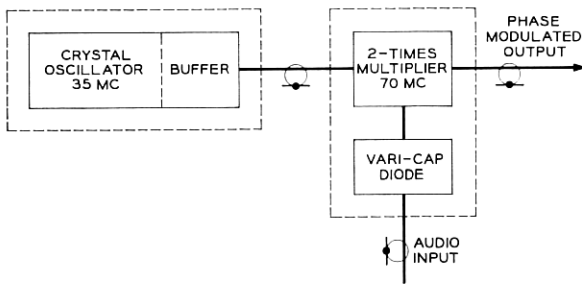 CRYSTAL
OSCILLATOR
35 MC
BUFFER
2-TIMES
MULTIPLIER
70 MC
PHASE
MODULATED
OUTPUT
VARI-CAP
DIODE
AUDIO
INPUT